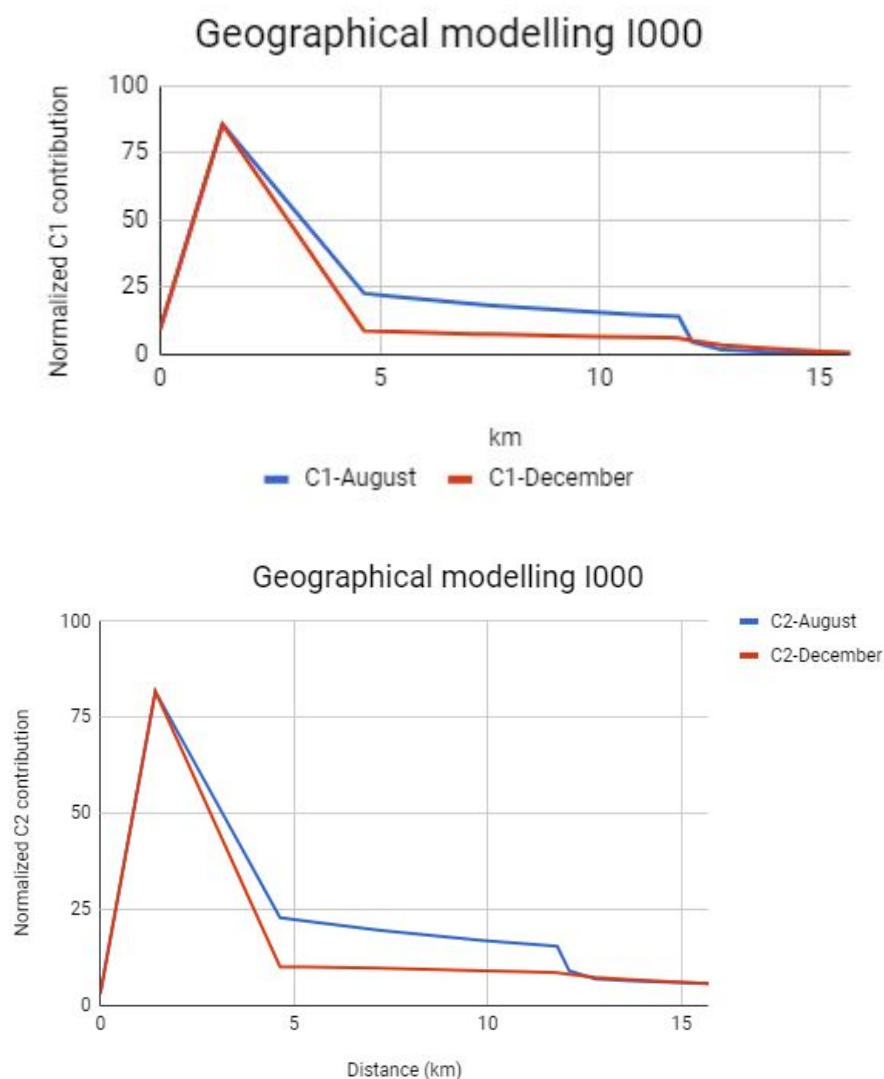 Geographical modelling I000
Normalized C1 contribution
100
75
50
25
0
0 5 10 15
km
C1-August C1-December
Geographical modelling I000
Normalized C2 contribution
100
75
50
25
0
0 5 10 15
Distance (km)
C2-August
C2-December